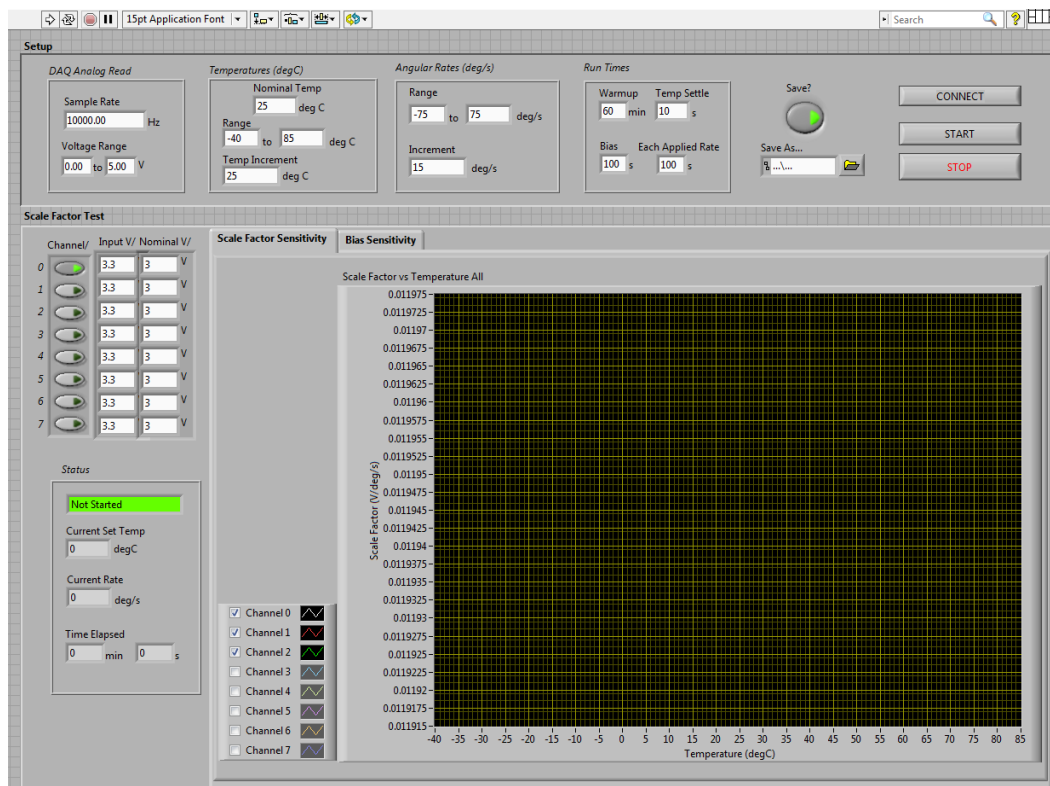 15pt Application Font
Search
Setup
DAQ Analog Read
Sample Rate
10000.00 Hz
Voltage Range
0.00 to 5.00 V
Temperatures (degC)
Nominal Temp
25 deg C
Range
-40 to 85 deg C
Temp Increment
25 deg C
Angular Rates (deg/s)
Range
-75 to 75 deg/s
Increment
15 deg/s
Run Times
Warmup Temp Settle
60 min 10 s
Bias Each Applied Rate
100 s 100 s
Save?
Save As...
...\...
CONNECT
START
STOP
Scale Factor Test
Channel/ Input V/ Nominal V/
0 3.3 3 V
1 3.3 3 V
2 3.3 3 V
3 3.3 3 V
4 3.3 3 V
5 3.3 3 V
6 3.3 3 V
7 3.3 3 V
Status
Not Started
Current Set Temp
0 degC
Current Rate
0 deg/s
Time Elapsed
0 min 0 s
Scale Factor Sensitivity Bias Sensitivity
Scale Factor vs Temperature All
0.011975
0.0119725
0.01197
0.0119675
0.011965
0.0119625
0.01196
0.0119575
0.011955
0.0119525
0.01195
0.0119475
0.011945
0.0119425
0.01194
0.0119375
0.011935
0.0119325
0.01193
0.0119275
0.011925
0.0119225
0.01192
0.0119175
0.011915
Scale Factor (V/deg/s)
-40 -35 -30 -25 -20 -15 -10 -5 0 5 10 15 20 25 30 35 40 45 50 55 60 65 70 75 80 85
Temperature (degC)
Channel 0
Channel 1
Channel 2
Channel 3
Channel 4
Channel 5
Channel 6
Channel 7